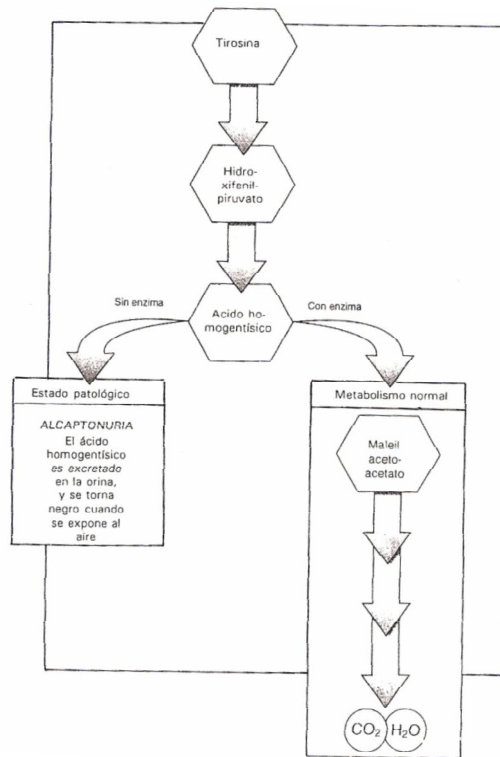 Tirosina
Hidro-
xifenil-
piruvato
Sin enzima
Acido ho-
mogentísico
Con enzima
Estado patológico
ALCAPTONURIA
El ácido
homogentísico
es excretado
en la orina,
y se torna
negro cuando
se expone al
aire
Metabolismo normal
Maleil
aceto-
acetato
CO₂ H₂O